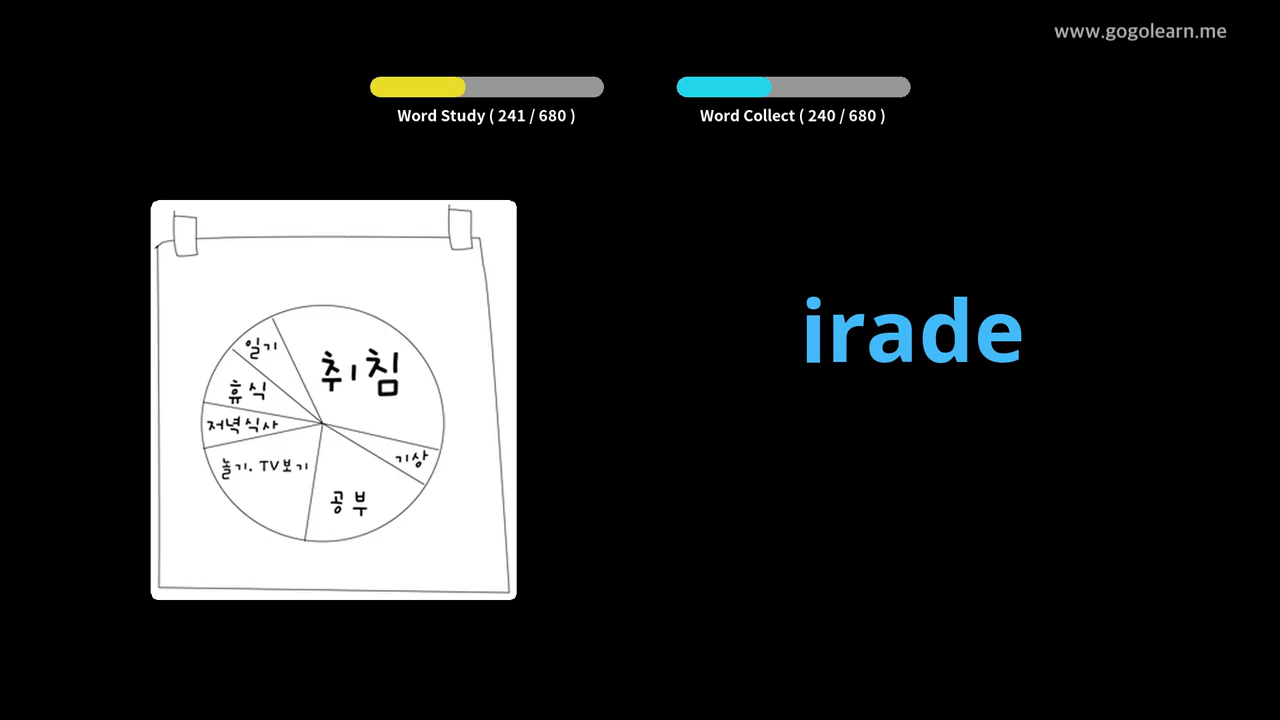 www.gogolearn.me
Word Study ( 241 / 680 )
Word Collect ( 240 / 680 )
irade
일기
취침
휴식
저녁식사
기상
놀기. TV보기
공부